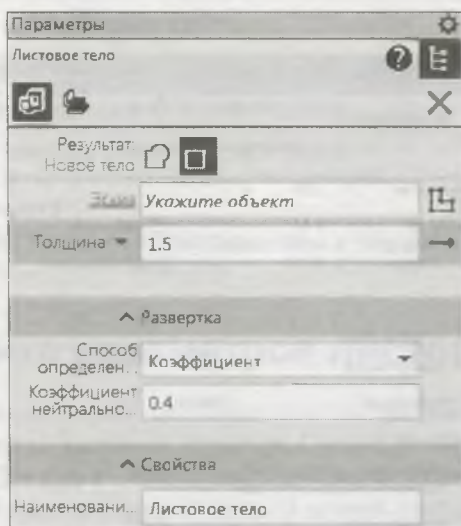 Параметры
Листовое тело
Результат:
Новое тело
Эскиз Укажите объект
Толщина 1.5
Развертка
Способ определен... Коэффициент
Коэффициент нейтрально... 0.4
Свойства
Наименовани... Листовое тело